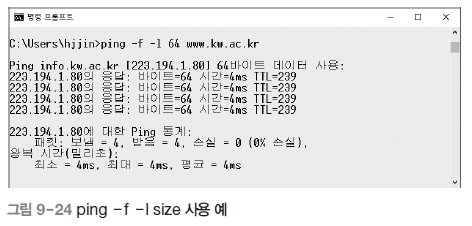 명령 프롬프트
C:\Users\hjjin>ping -f -l 64 www.kw.ac.kr
Ping info.kw.ac.kr [223.194.1.80] 64바이트 데이터 사용:
223.194.1.80의 응답: 바이트=64 시간=4ms TTL=239
223.194.1.80의 응답: 바이트=64 시간=4ms TTL=239
223.194.1.80의 응답: 바이트=64 시간=4ms TTL=239
223.194.1.80의 응답: 바이트=64 시간=4ms TTL=239
223.194.1.80에 대한 Ping 통계:
패킷: 보냄 = 4, 받음 = 4, 손실 = 0 (0% 손실),
왕복 시간(밀리초):
최소 = 4ms, 최대 = 4ms, 평균 = 4ms
그림 9-24 ping -f -l size 사용 예